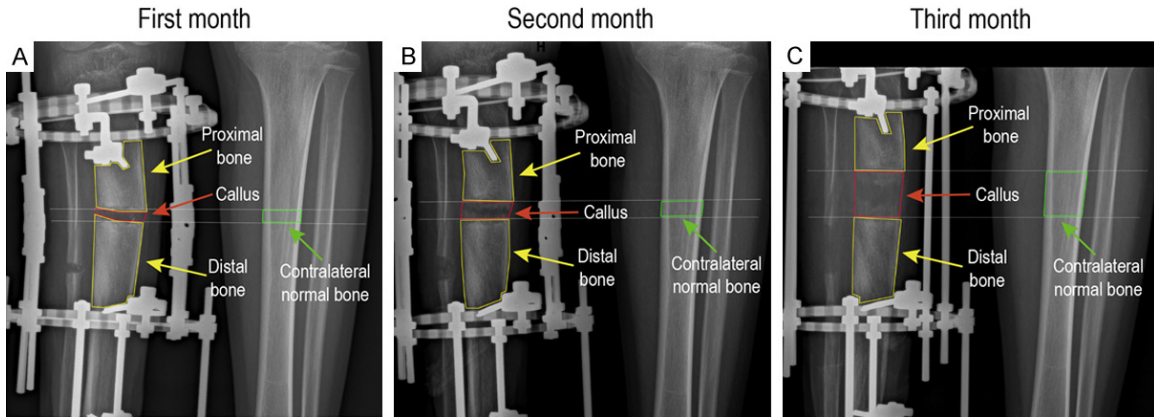 First month
Second month
Third month
A
Proximal
bone
Callus
Distal
bone
Contralateral
normal bone
B
H
Proximal
bone
Callus
Distal
bone
Contralateral
normal bone
C
Proximal
bone
Callus
Distal
bone
Contralateral
normal bone